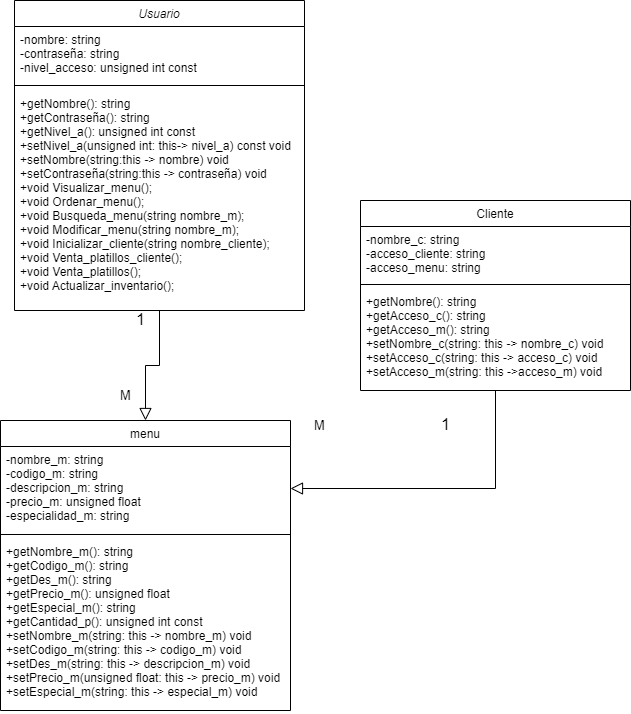 Usuario
-nombre: string
-contraseña: string
-nivel_acceso: unsigned int const
+getNombre(): string
+getContraseña(): string
+getNivel_a(): unsigned int const
+setNivel_a(unsigned int: this-> nivel_a) const void
+setNombre(string:this -> nombre) void
+setContraseña(string:this -> contraseña) void
+void Visualizar_menu();
+void Ordenar_menu();
+void Busqueda_menu(string nombre_m);
+void Modificar_menu(string nombre_m);
+void Inicializar_cliente(string nombre_cliente);
+void Venta_platillos_cliente();
+void Venta_platillos();
+void Actualizar_inventario();
Cliente
-nombre_c: string
-acceso_cliente: string
-acceso_menu: string
+getNombre(): string
+getAcceso_c(): string
+getAcceso_m(): string
+setNombre_c(string: this -> nombre_c) void
+setAcceso_c(string: this -> acceso_c) void
+setAcceso_m(string: this ->acceso_m) void
1
M
M
1
menu
-nombre_m: string
-codigo_m: string
-descripcion_m: string
-precio_m: unsigned float
-especialidad_m: string
+getNombre_m(): string
+getCodigo_m(): string
+getDes_m(): string
+getPrecio_m(): unsigned float
+getEspecial_m(): string
+getCantidad_p(): unsigned int const
+setNombre_m(string: this -> nombre_m) void
+setCodigo_m(string: this -> codigo_m) void
+setDes_m(string: this -> descripcion_m) void
+setPrecio_m(unsigned float: this -> precio_m) void
+setEspecial_m(string: this -> especial_m) void